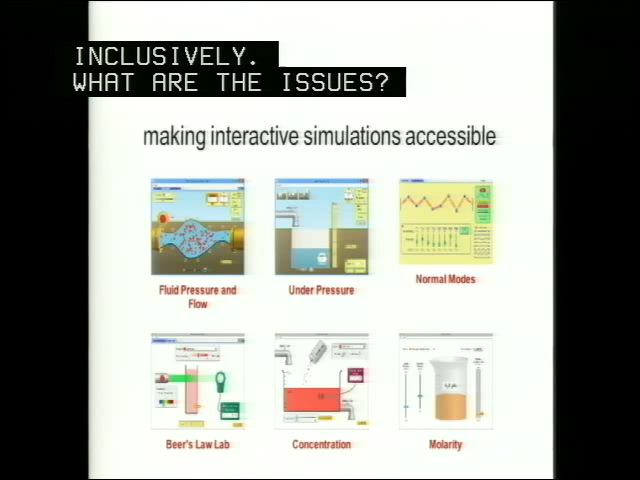 INCLUSIVELY.
WHAT ARE THE ISSUES?
making interactive simulations accessible
Fluid Pressure and
Flow
Under Pressure
Normal Modes
Beer's Law Lab
Concentration
Molarity